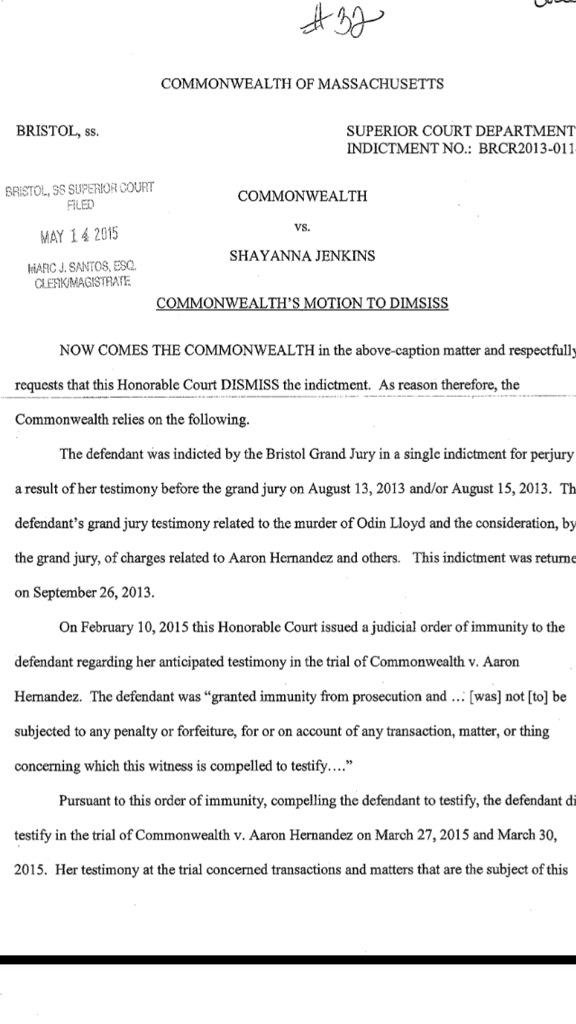 #32
COMMONWEALTH OF MASSACHUSETTS
BRISTOL, ss.
SUPERIOR COURT DEPARTMENT
INDICTMENT NO.: BRCR2013-011
BRISTOL, SS SUPERIOR COURT
FILED
MAY 14 2015
MARC J. SANTOS, ESQ.
CLERK/MAGISTRATE
COMMONWEALTH
vs.
SHAYANNA JENKINS
COMMONWEALTH'S MOTION TO DIMSISS
NOW COMES THE COMMONWEALTH in the above-caption matter and respectfully
requests that this Honorable Court DISMISS the indictment. As reason therefore, the
Commonwealth relies on the following.
The defendant was indicted by the Bristol Grand Jury in a single indictment for perjury
a result of her testimony before the grand jury on August 13, 2013 and/or August 15, 2013. Th
defendant's grand jury testimony related to the murder of Odin Lloyd and the consideration, by
the grand jury, of charges related to Aaron Hernandez and others. This indictment was returne
on September 26, 2013.
On February 10, 2015 this Honorable Court issued a judicial order of immunity to the
defendant regarding her anticipated testimony in the trial of Commonwealth v. Aaron
Hernandez. The defendant was "granted immunity from prosecution and ... [was] not [to] be
subjected to any penalty or forfeiture, for or on account of any transaction, matter, or thing
concerning which this witness is compelled to testify...."
Pursuant to this order of immunity, compelling the defendant to testify, the defendant di
testify in the trial of Commonwealth v. Aaron Hernandez on March 27, 2015 and March 30,
2015. Her testimony at the trial concerned transactions and matters that are the subject of this